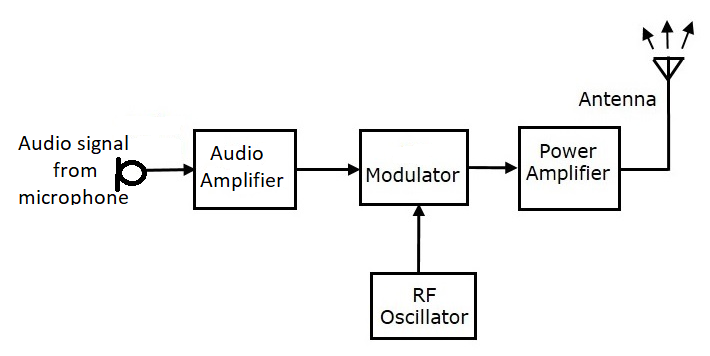 Audio signal
from
microphone
Audio
Amplifier
Modulator
Power
Amplifier
Antenna
RF
Oscillator